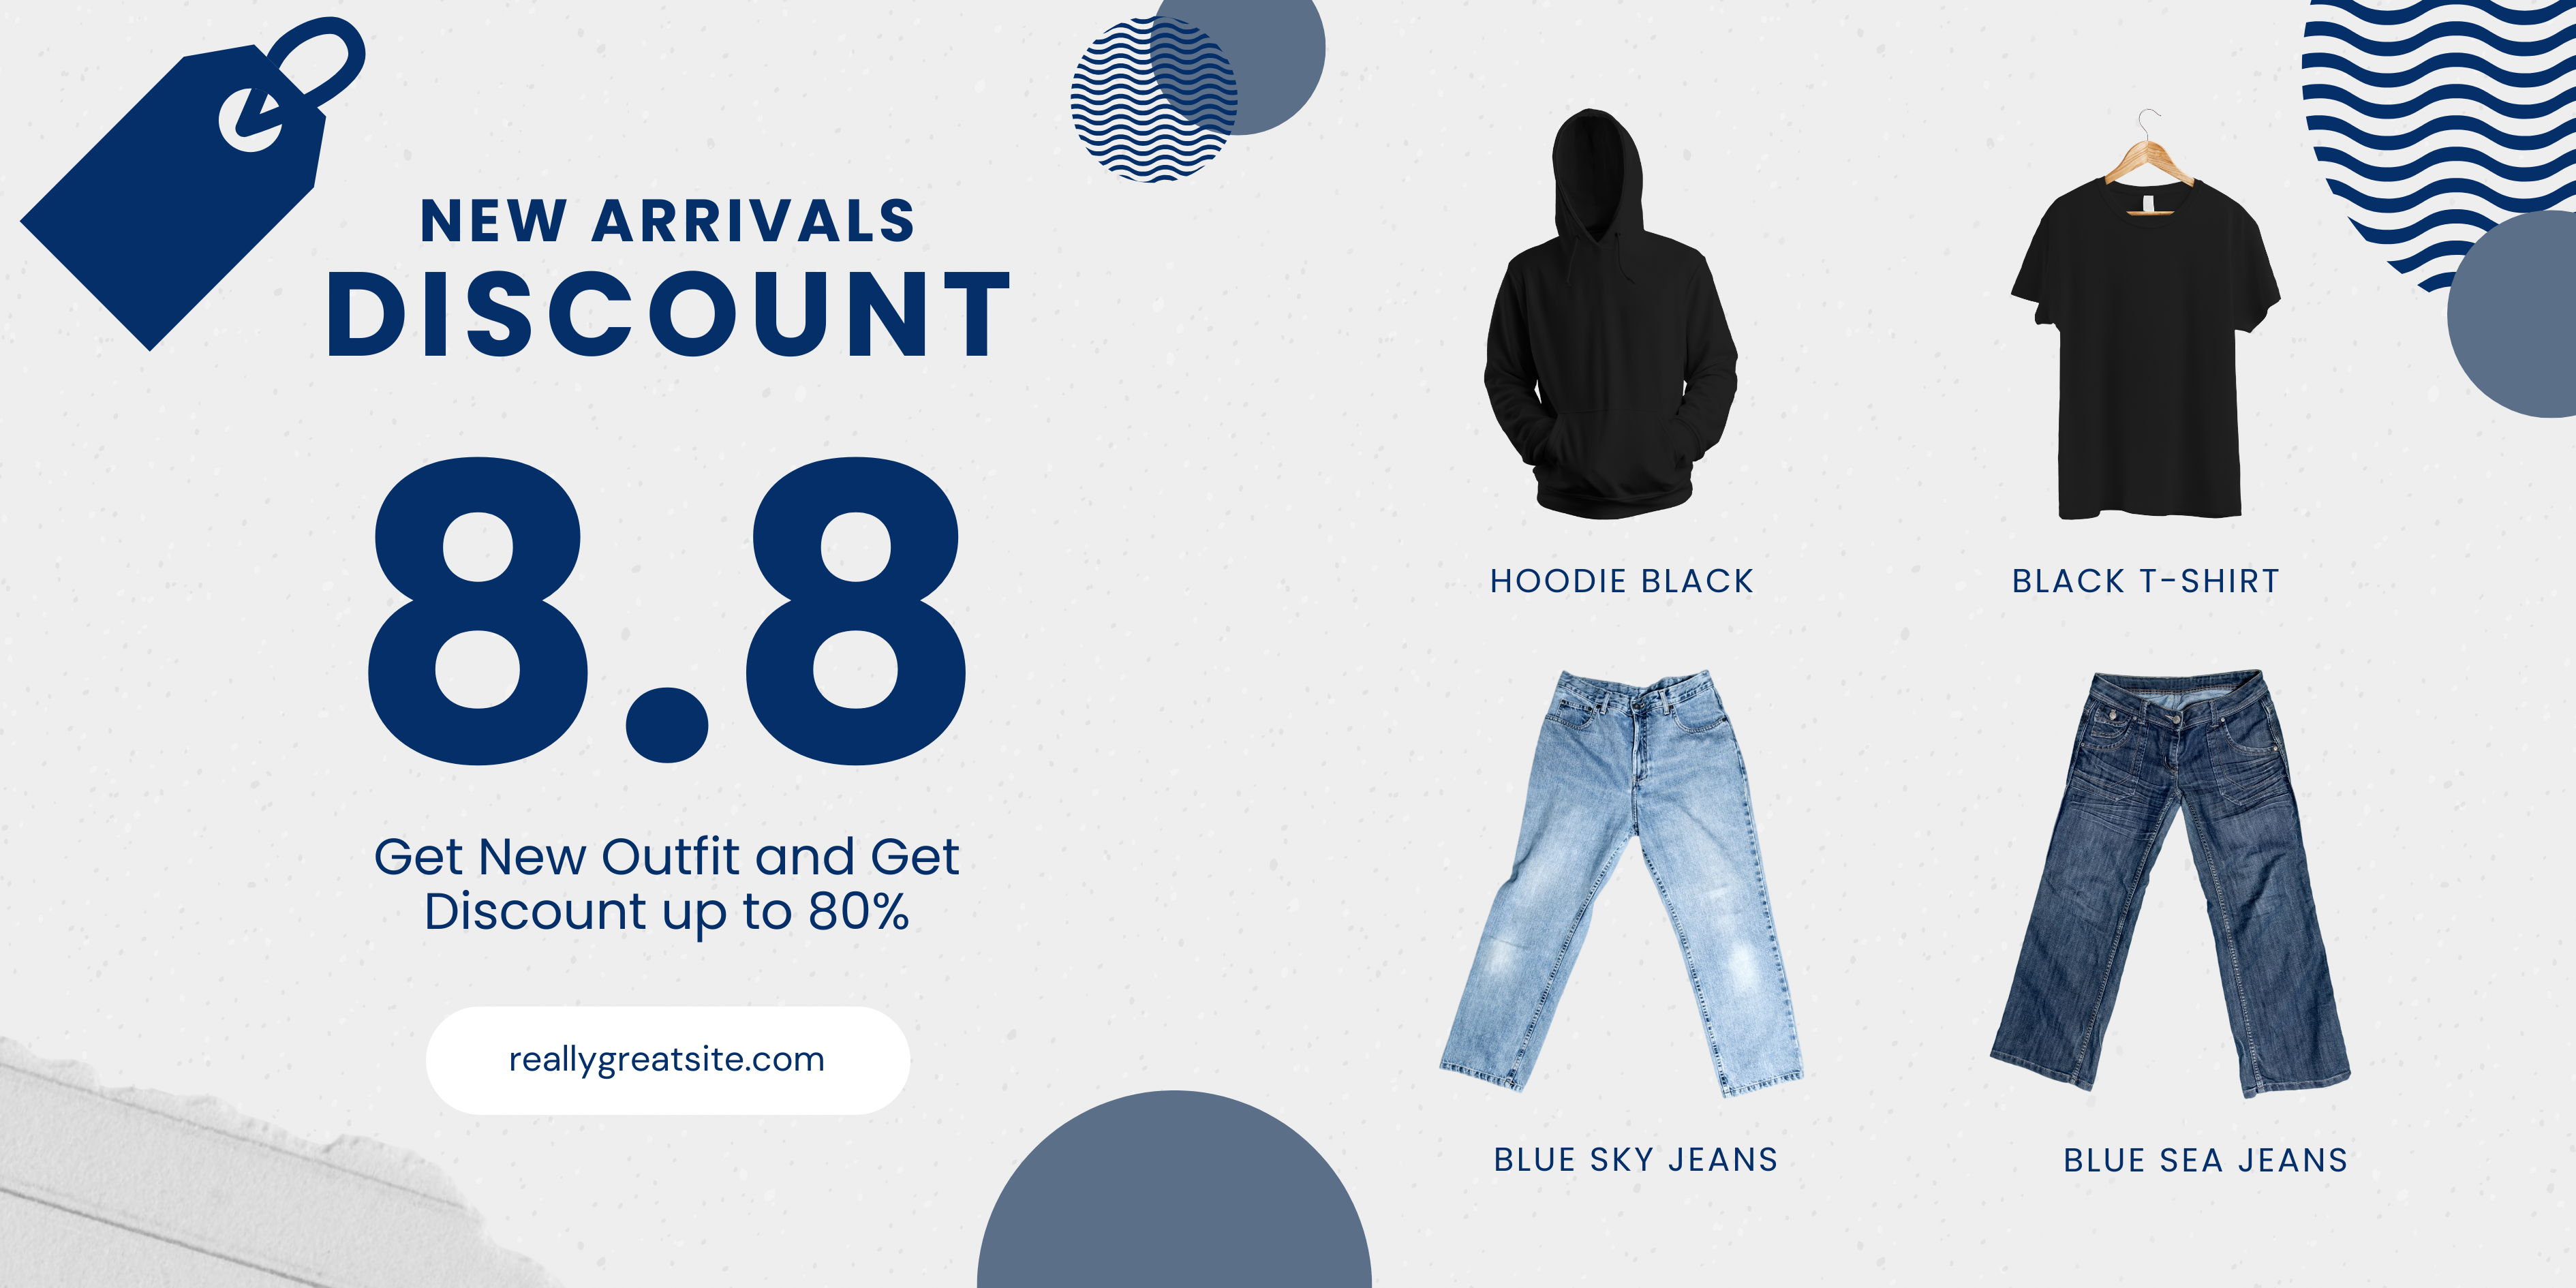 NEW ARRIVALS
DISCOUNT
8.8
Get New Outfit and Get
Discount up to 80%
reallygreatsite.com
HOODIE BLACK
BLACK T-SHIRT
BLUE SKY JEANS
BLUE SEA JEANS